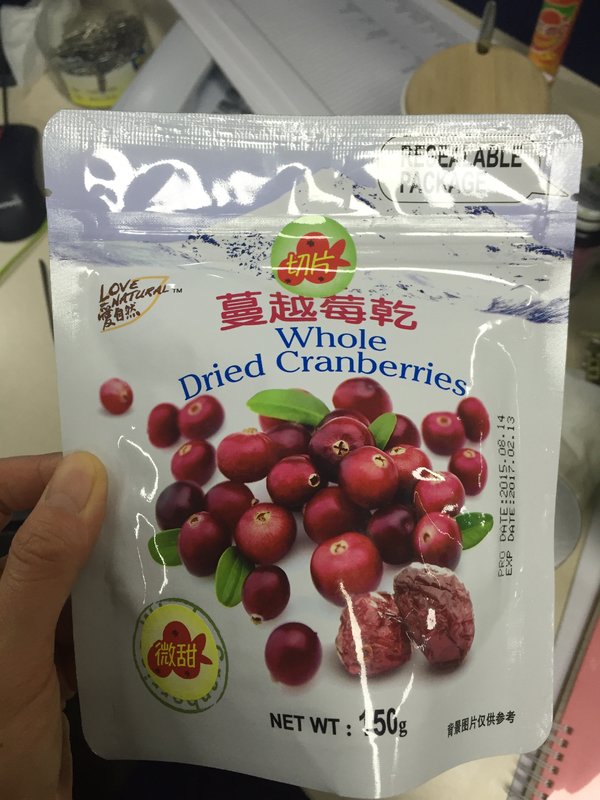 RESEALABLE
PACKAGE
切片
LOVE
NATURAL™
愛自然
蔓越莓乾
Whole
Dried Cranberries
PRO DATE:2015.08.14
EXP DATE:2017.02.13
微甜
NET WT：150g
背景图片仅供参考